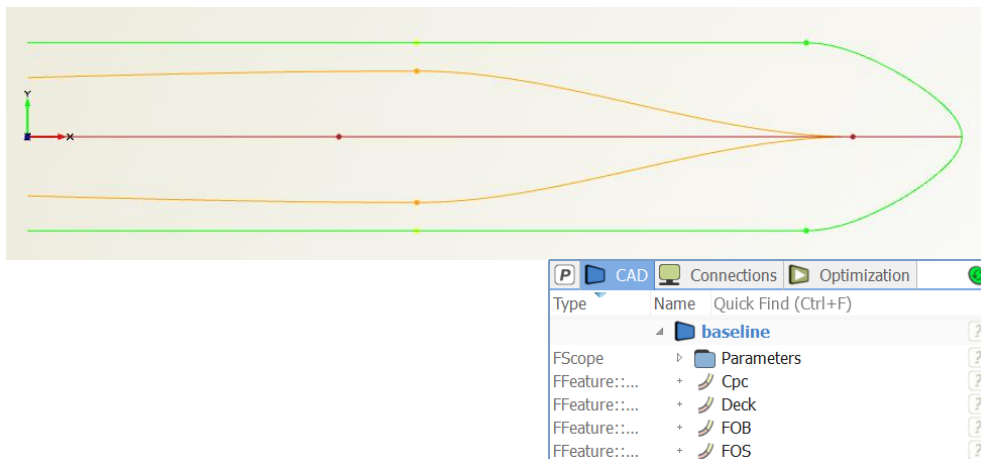 Y
X
P CAD Connections Optimization
Type Name Quick Find (Ctrl+F)
baseline
FScope Parameters
FFeature::... Cpc
FFeature::... Deck
FFeature::... FOB
FFeature::... FOS